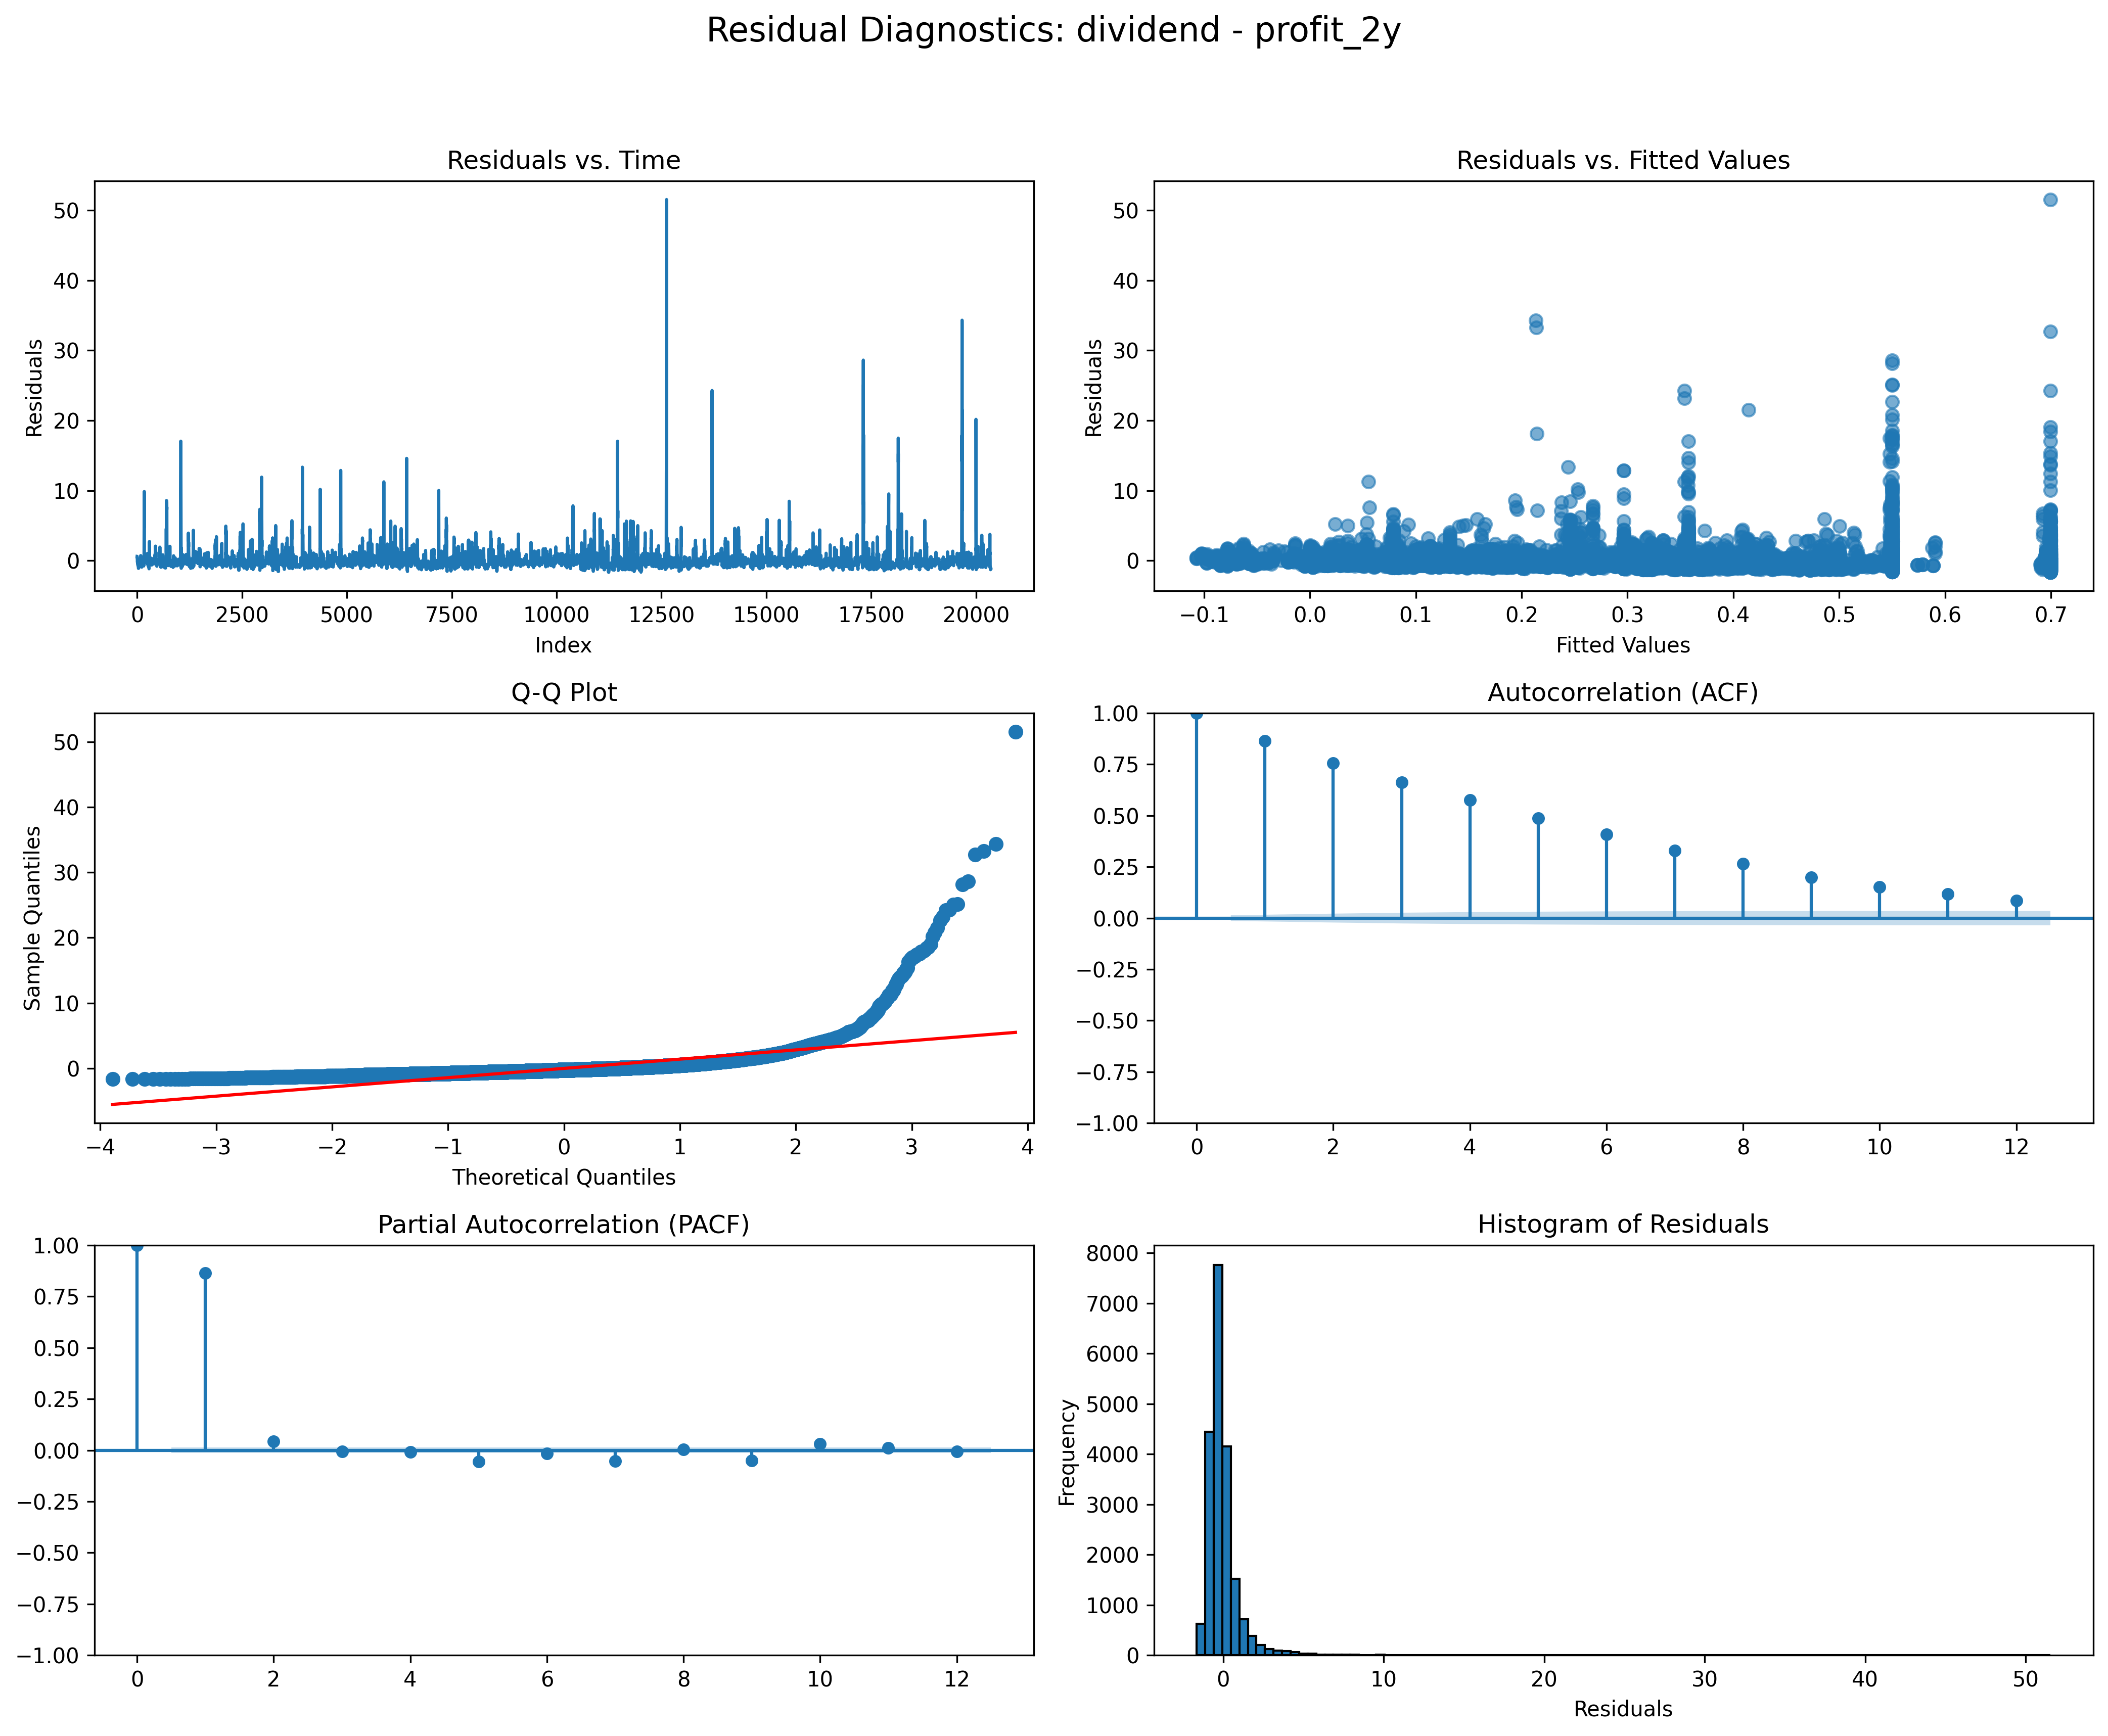 Residual Diagnostics: dividend - profit_2y
Residuals vs. Time
50
40
30
20
10
0
Residuals
0 2500 5000 7500 10000 12500 15000 17500 20000
Index
Residuals vs. Fitted Values
50
40
30
20
10
0
Residuals
−0.1 0.0 0.1 0.2 0.3 0.4 0.5 0.6 0.7
Fitted Values
Q-Q Plot
50
40
30
20
10
0
Sample Quantiles
−4 −3 −2 −1 0 1 2 3 4
Theoretical Quantiles
Autocorrelation (ACF)
1.00
0.75
0.50
0.25
0.00
−0.25
−0.50
−0.75
−1.00
0 2 4 6 8 10 12
Partial Autocorrelation (PACF)
1.00
0.75
0.50
0.25
0.00
−0.25
−0.50
−0.75
−1.00
0 2 4 6 8 10 12
Histogram of Residuals
8000
7000
6000
5000
4000
3000
2000
1000
0
Frequency
0 10 20 30 40 50
Residuals